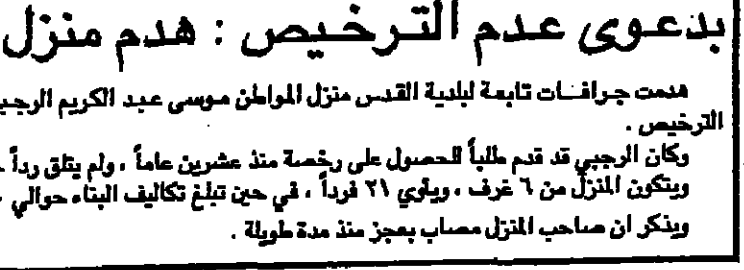 بدعوى عدم الترخيص : هدم منزل
هدمت جرافات تابعة لبلدية القدس منزل المواطن موسى عبد الكريم الرجبي
الترخيص .
وكان الرجبي قد قدم طلباً للحصول على رخصة منذ عشرين عاماً ، ولم يتلق رداً
ويتكون المنزل من ٦ غرف ، ويأوي ٢١ فرداً ، في حين تبلغ تكاليف البناء حوالي
ويذكر ان صاحب المنزل مصاب بعجز منذ مدة طويلة .